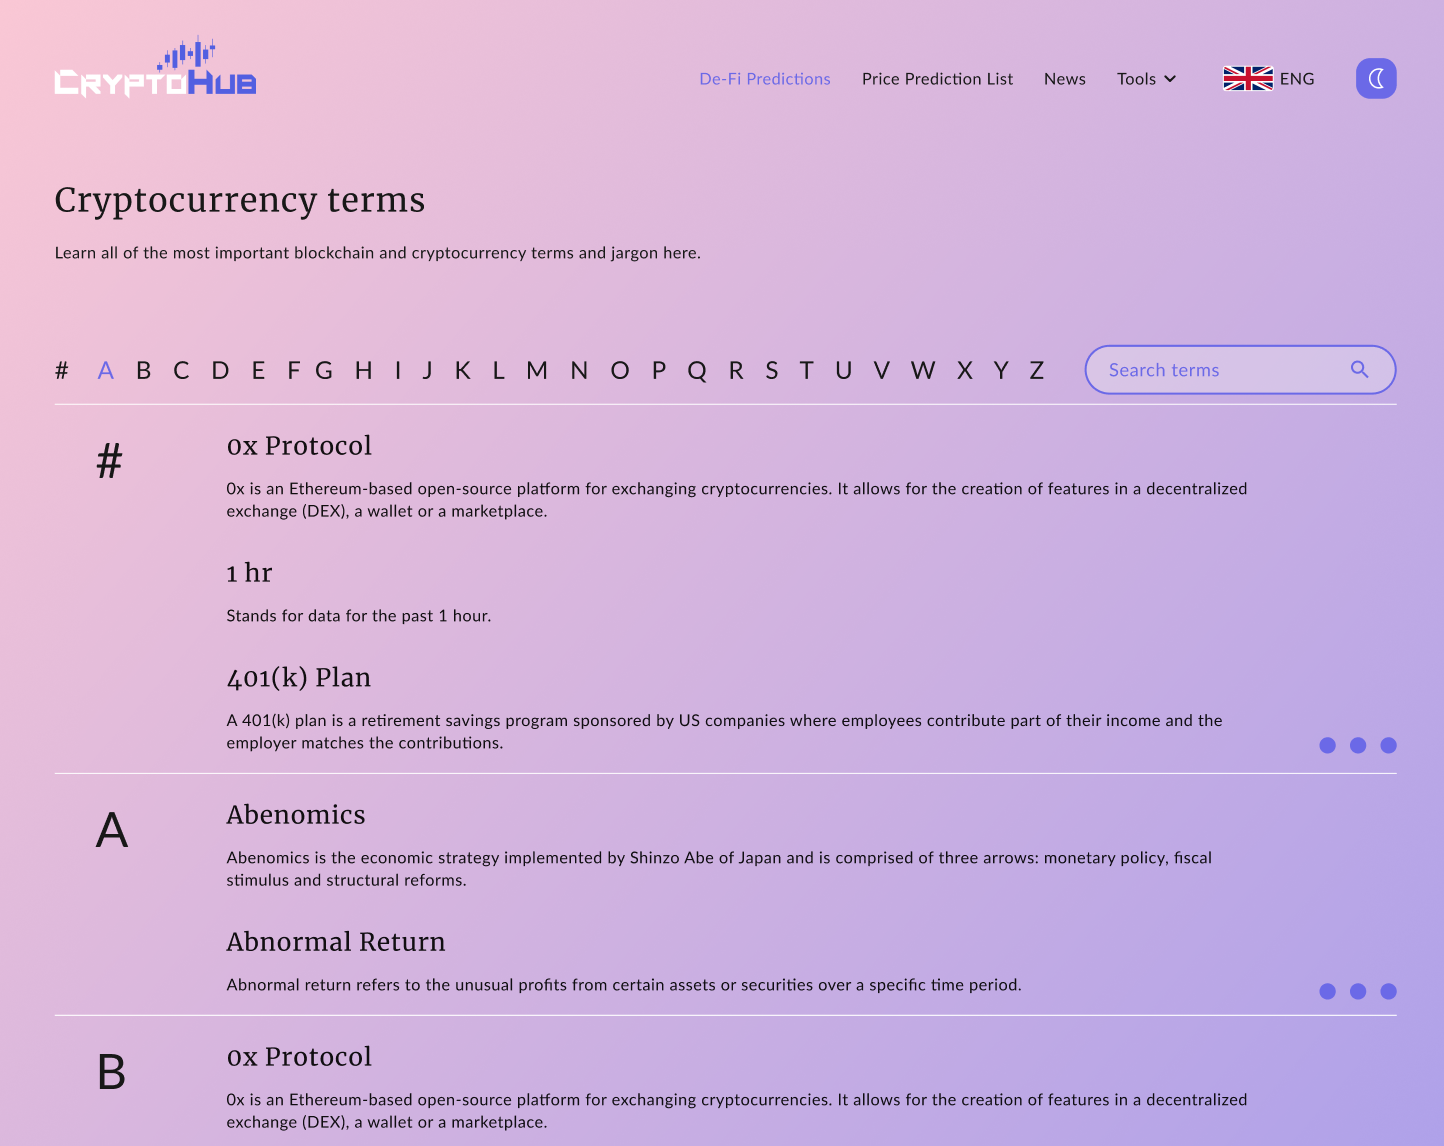 CryptoHub
De-Fi Predictions Price Prediction List News Tools ENG
Cryptocurrency terms
Learn all of the most important blockchain and cryptocurrency terms and jargon here.
# A B C D E F G H I J K L M N O P Q R S T U V W X Y Z
Search terms
#
0x Protocol
0x is an Ethereum-based open-source platform for exchanging cryptocurrencies. It allows for the creation of features in a decentralized
exchange (DEX), a wallet or a marketplace.
1 hr
Stands for data for the past 1 hour.
401(k) Plan
A 401(k) plan is a retirement savings program sponsored by US companies where employees contribute part of their income and the
employer matches the contributions.
A
Abenomics
Abenomics is the economic strategy implemented by Shinzo Abe of Japan and is comprised of three arrows: monetary policy, fiscal
stimulus and structural reforms.
Abnormal Return
Abnormal return refers to the unusual profits from certain assets or securities over a specific time period.
B
0x Protocol
0x is an Ethereum-based open-source platform for exchanging cryptocurrencies. It allows for the creation of features in a decentralized
exchange (DEX), a wallet or a marketplace.